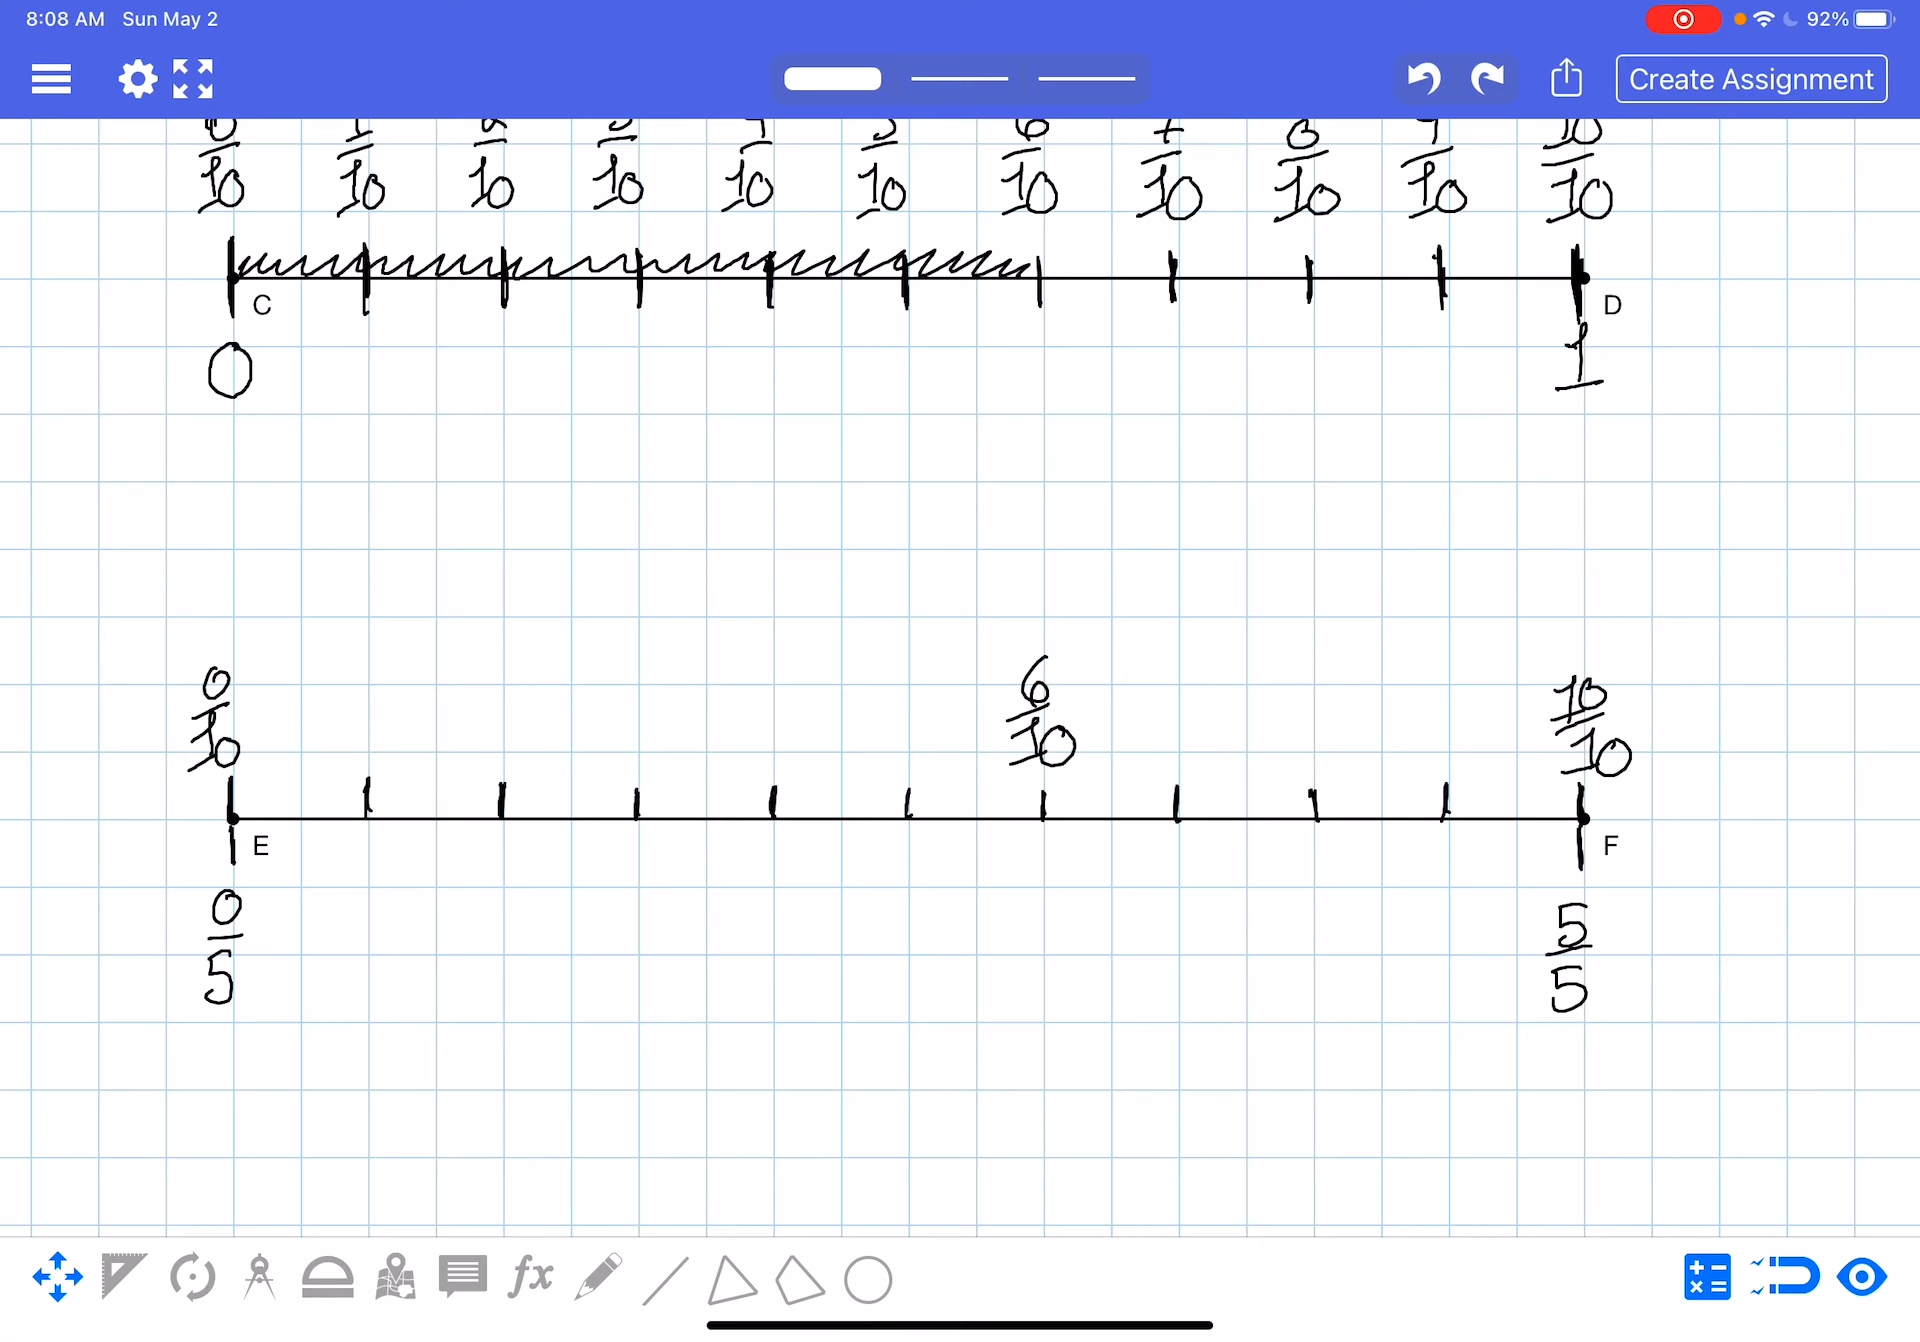 8:08 AM Sun May 2 92%
Create Assignment
0/10 1/10 2/10 3/10 4/10 5/10 6/10 7/10 8/10 9/10 10/10
C D
0 1
0/10 6/10 10/10
E F
0/5 5/5
fx